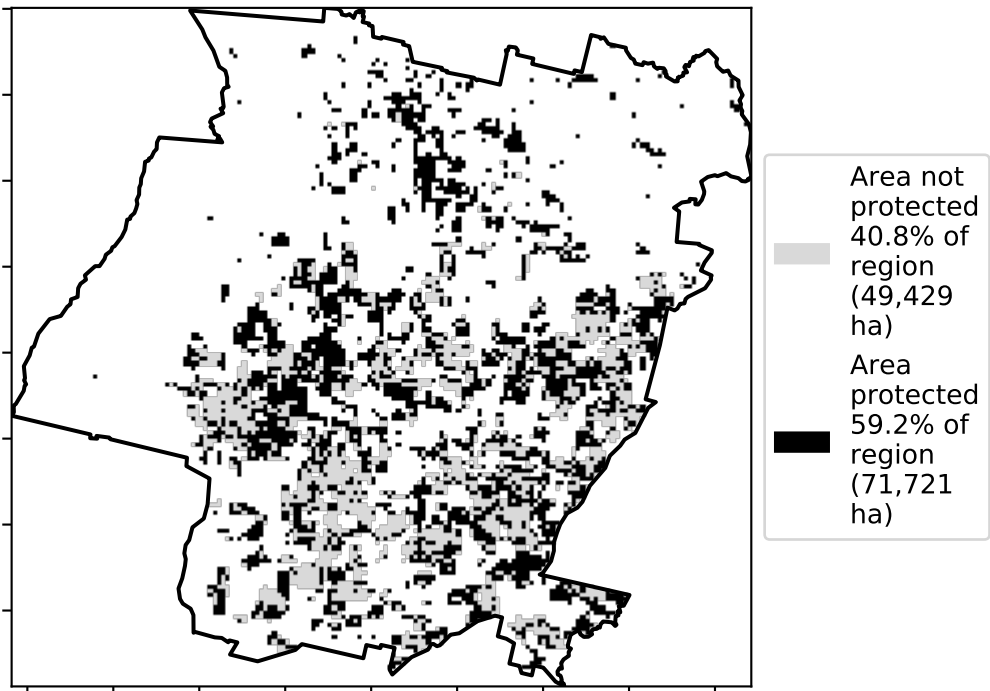 Area not
protected
40.8% of
region
(49,429
ha)
Area
protected
59.2% of
region
(71,721
ha)